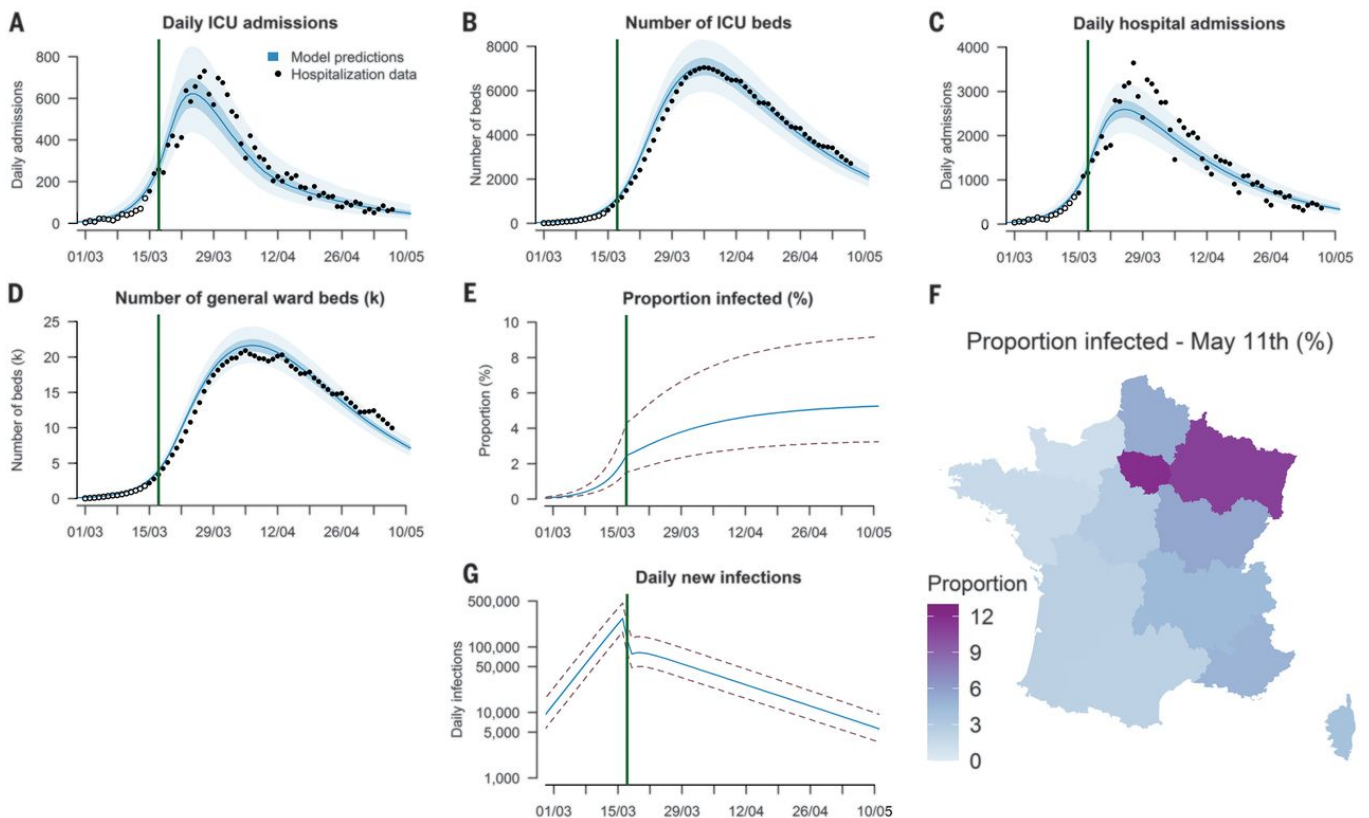 A
Daily ICU admissions
Daily admissions
800
600
400
200
0
Model predictions
Hospitalization data
01/03 15/03 29/03 12/04 26/04 10/05
B
Number of ICU beds
Number of beds
8000
6000
4000
2000
0
01/03 15/03 29/03 12/04 26/04 10/05
C
Daily hospital admissions
Daily admissions
4000
3000
2000
1000
0
01/03 15/03 29/03 12/04 26/04 10/05
D
Number of general ward beds (k)
Number of beds (k)
25
20
15
10
5
0
01/03 15/03 29/03 12/04 26/04 10/05
E
Proportion infected (%)
Proportion (%)
10
8
6
4
2
0
01/03 15/03 29/03 12/04 26/04 10/05
F
Proportion infected - May 11th (%)
Proportion
12
9
6
3
0
G
Daily new infections
Daily infections
500,000
100,000
50,000
10,000
5,000
1,000
01/03 15/03 29/03 12/04 26/04 10/05